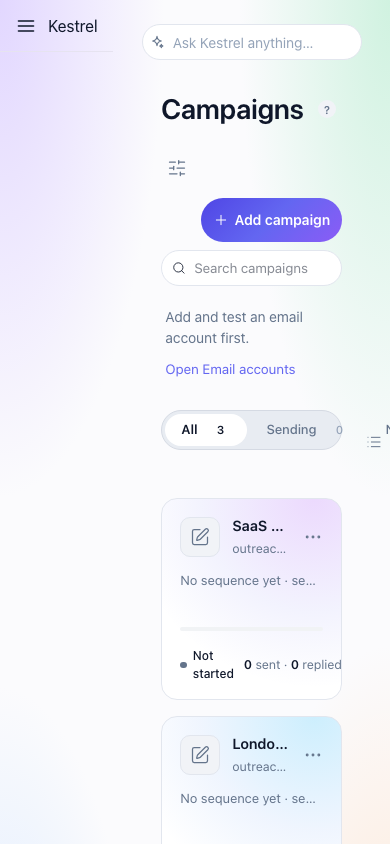 Kestrel
Ask Kestrel anything...
Campaigns
?
Add campaign
Search campaigns
Add and test an email
account first.
Open Email accounts
All 3 Sending 0
SaaS ...
outreac...
No sequence yet · se...
Not
started
0 sent · 0 replied
Londo...
outreac...
No sequence yet · se...